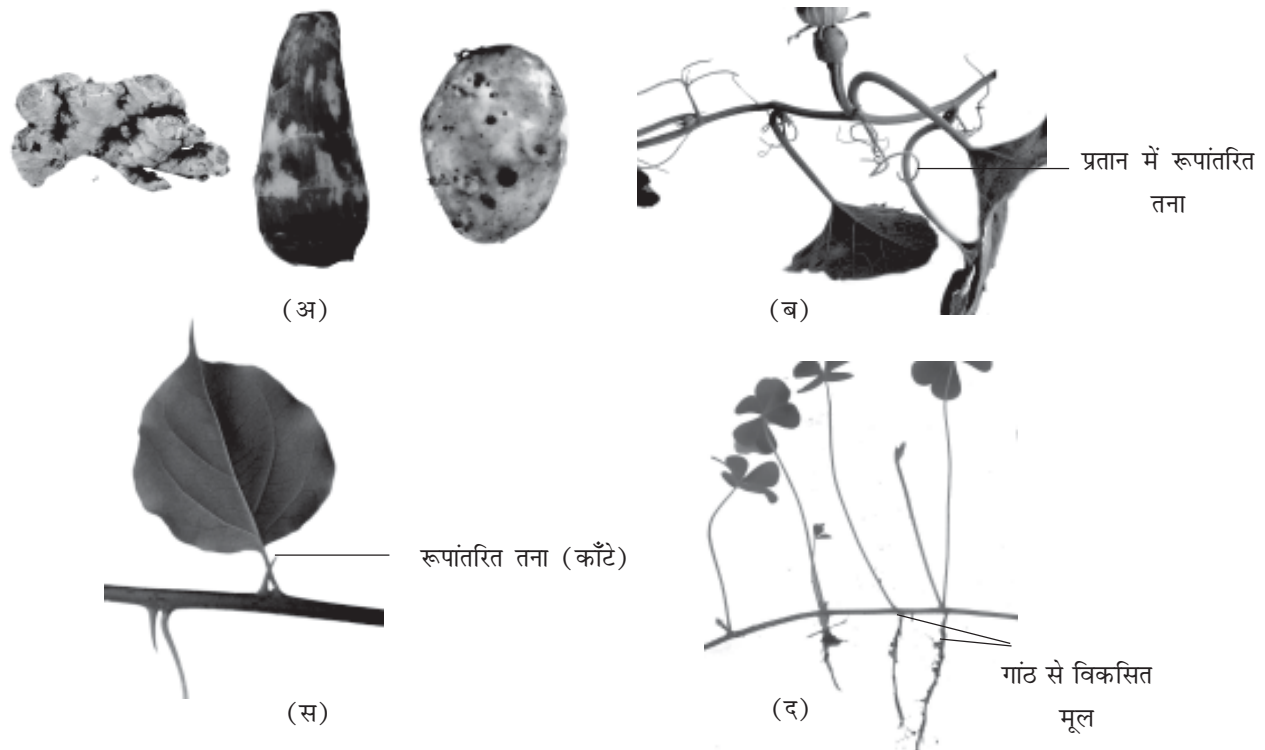 (अ)
(ब)
प्रतान में रूपांतरित
तना
रूपांतरित तना (काँटे)
(स)
(द)
गांठ से विकसित
मूल